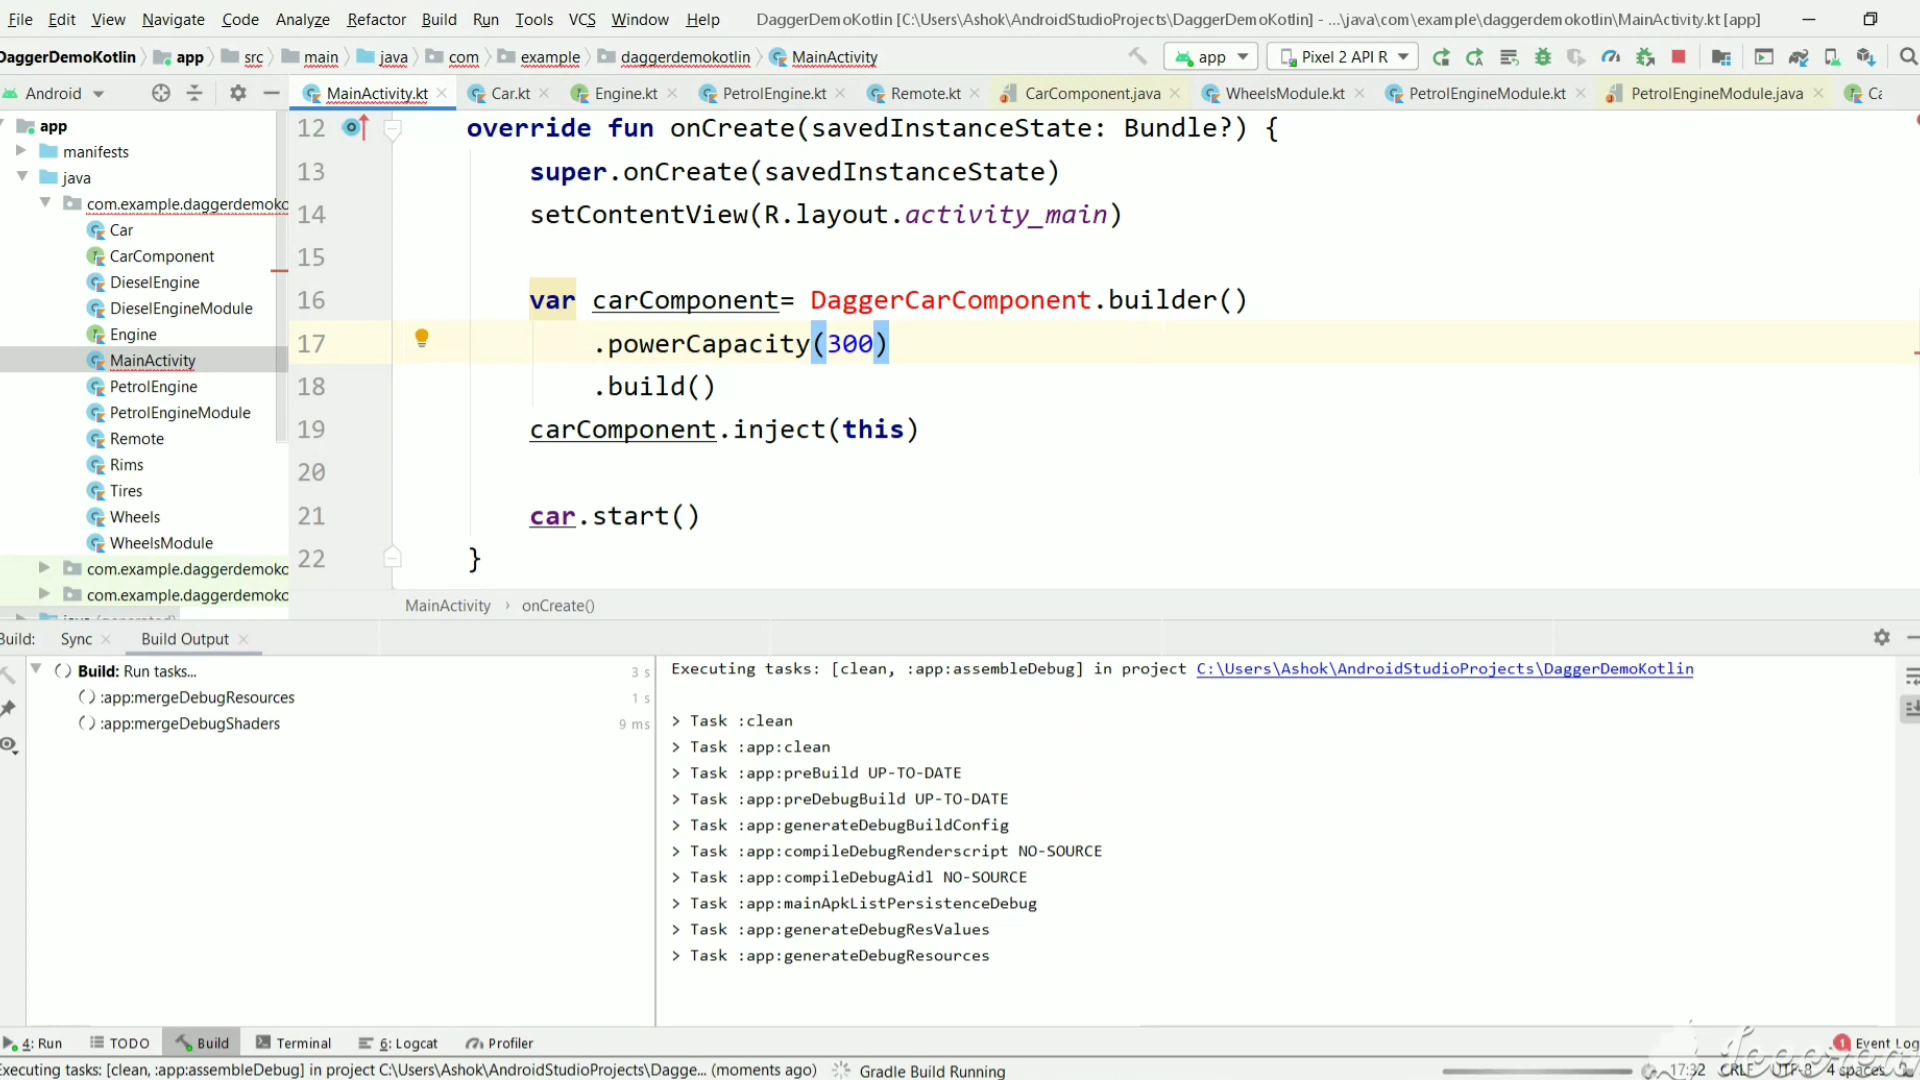 File Edit View Navigate Code Analyze Refactor Build Run Tools VCS Window Help DaggerDemoKotlin [C:\Users\Ashok\AndroidStudioProjects\DaggerDemoKotlin] - ...\java\com\example\daggerdemokotlin\MainActivity.kt [app]
DaggerDemoKotlin app src main java com example daggerdemokotlin MainActivity app Pixel 2 API R
Android MainActivity.kt Car.kt Engine.kt PetrolEngine.kt Remote.kt CarComponent.java WheelsModule.kt PetrolEngineModule.kt PetrolEngineModule.java Ca
app
manifests
java
com.example.daggerdemoko
Car
CarComponent
DieselEngine
DieselEngineModule
Engine
MainActivity
PetrolEngine
PetrolEngineModule
Remote
Rims
Tires
Wheels
WheelsModule
com.example.daggerdemoko
com.example.daggerdemoko
12 override fun onCreate(savedInstanceState: Bundle?) {
13 super.onCreate(savedInstanceState)
14 setContentView(R.layout.activity_main)
15
16 var carComponent= DaggerCarComponent.builder()
17 .powerCapacity(300)
18 .build()
19 carComponent.inject(this)
20
21 car.start()
22 }
MainActivity › onCreate()
Build: Sync Build Output
Build: Run tasks... 3 s
:app:mergeDebugResources 1 s
:app:mergeDebugShaders 9 ms
Executing tasks: [clean, :app:assembleDebug] in project C:\Users\Ashok\AndroidStudioProjects\DaggerDemoKotlin
> Task :clean
> Task :app:clean
> Task :app:preBuild UP-TO-DATE
> Task :app:preDebugBuild UP-TO-DATE
> Task :app:generateDebugBuildConfig
> Task :app:compileDebugRenderscript NO-SOURCE
> Task :app:compileDebugAidl NO-SOURCE
> Task :app:mainApkListPersistenceDebug
> Task :app:generateDebugResValues
> Task :app:generateDebugResources
4: Run TODO Build Terminal 6: Logcat Profiler 1 Event Log
Executing tasks: [clean, :app:assembleDebug] in project C:\Users\Ashok\AndroidStudioProjects\Dagge... (moments ago) Gradle Build Running 17:32 CRLF UTF-8 4 spaces